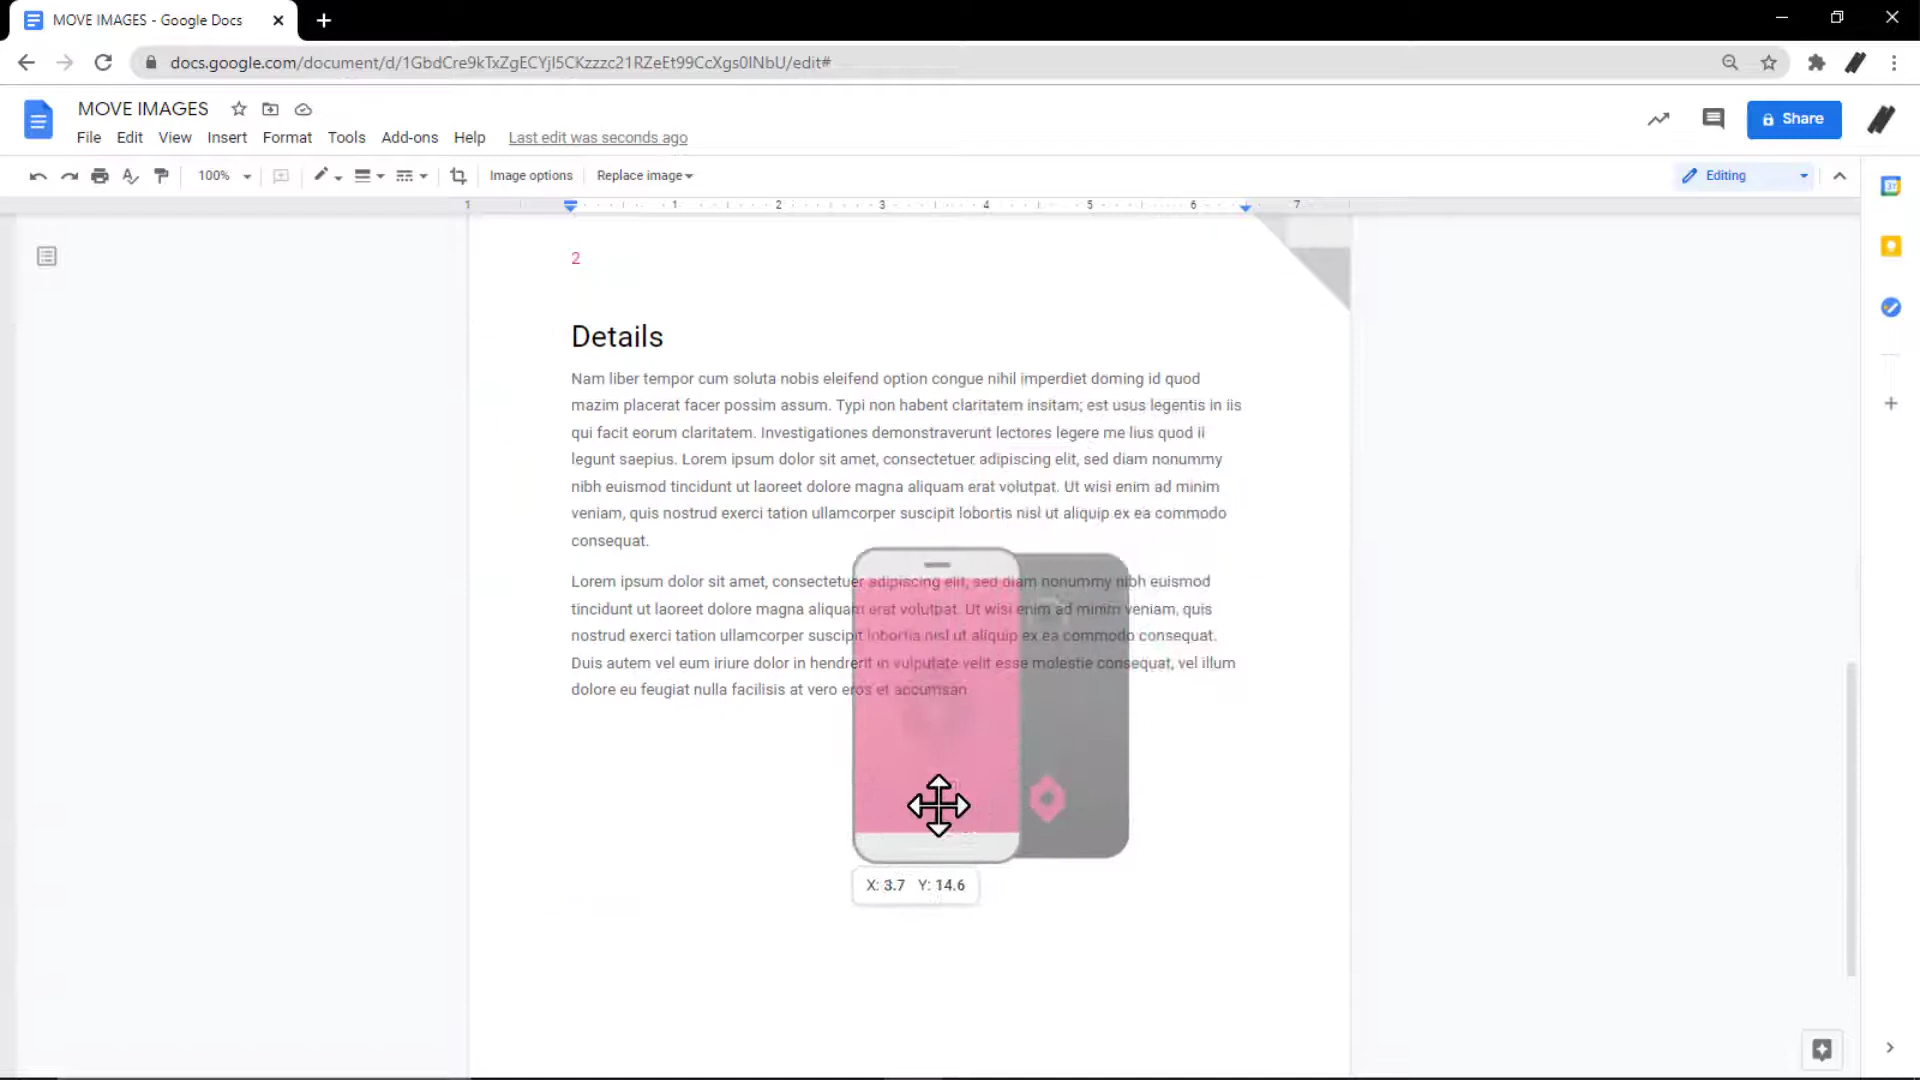 MOVE IMAGES - Google Docs
docs.google.com/document/d/1GbdCre9kTxZgECYjI5CKzzzc21RZeEt99CcXgs0INbU/edit#
MOVE IMAGES
File Edit View Insert Format Tools Add-ons Help Last edit was seconds ago
Share
100% Image options Replace image Editing
1 1 2 3 4 5 6 7
31
2
Details
Nam liber tempor cum soluta nobis eleifend option congue nihil imperdiet doming id quod
mazim placerat facer possim assum. Typi non habent claritatem insitam; est usus legentis in iis
qui facit eorum claritatem. Investigationes demonstraverunt lectores legere me lius quod ii
legunt saepius. Lorem ipsum dolor sit amet, consectetuer adipiscing elit, sed diam nonummy
nibh euismod tincidunt ut laoreet dolore magna aliquam erat volutpat. Ut wisi enim ad minim
veniam, quis nostrud exerci tation ullamcorper suscipit lobortis nisl ut aliquip ex ea commodo
consequat.
Lorem ipsum dolor sit amet, consectetuer adipiscing elit, sed diam nonummy nibh euismod
tincidunt ut laoreet dolore magna aliquam erat volutpat. Ut wisi enim ad minim veniam, quis
nostrud exerci tation ullamcorper suscipit lobortis nisl ut aliquip ex ea commodo consequat.
Duis autem vel eum iriure dolor in hendrerit in vulputate velit esse molestie consequat, vel illum
dolore eu feugiat nulla facilisis at vero eros et accumsan
X: 3.7 Y: 14.6